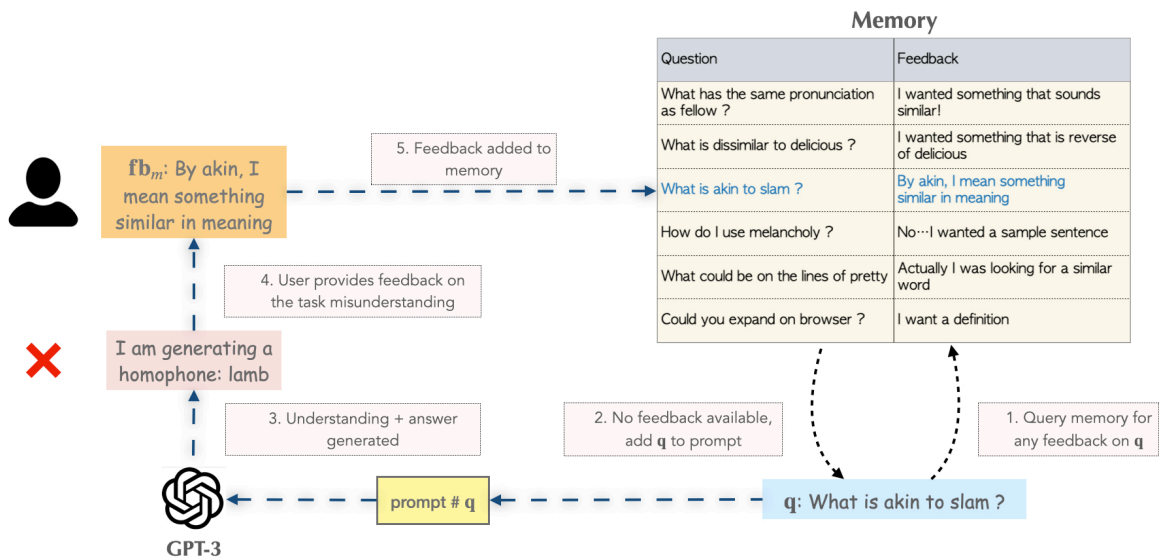 Memory
Question
Feedback
What has the same pronunciation
as fellow ?
I wanted something that sounds
similar!
What is dissimilar to delicious ?
I wanted something that is reverse
of delicious
What is akin to slam ?
By akin, I mean something
similar in meaning
How do I use melancholy ?
No…I wanted a sample sentence
What could be on the lines of pretty
Actually I was looking for a similar
word
Could you expand on browser ?
I want a definition
5. Feedback added to
memory
fbₘ: By akin, I
mean something
similar in meaning
4. User provides feedback on
the task misunderstanding
I am generating a
homophone: lamb
3. Understanding + answer
generated
2. No feedback available,
add q to prompt
1. Query memory for
any feedback on q
prompt # q
q: What is akin to slam ?
GPT-3